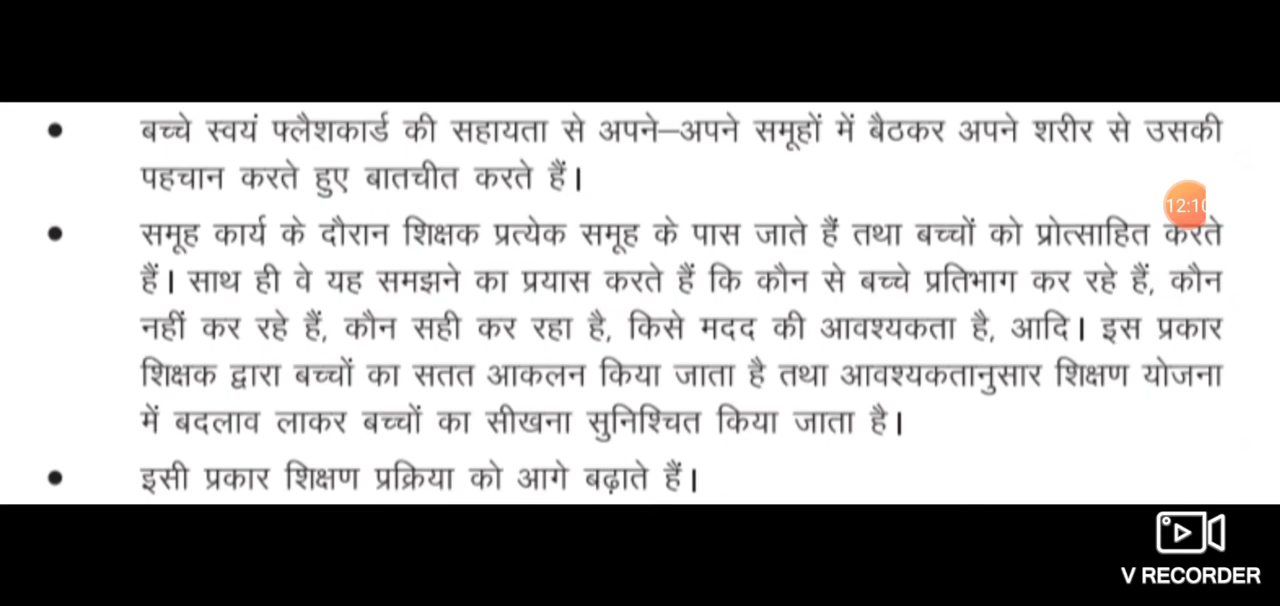 • बच्चे स्वयं फ्लैशकार्ड की सहायता से अपने–अपने समूहों में बैठकर अपने शरीर से उसकी
पहचान करते हुए बातचीत करते हैं।
12:10
• समूह कार्य के दौरान शिक्षक प्रत्येक समूह के पास जाते हैं तथा बच्चों को प्रोत्साहित करते
हैं। साथ ही वे यह समझने का प्रयास करते हैं कि कौन से बच्चे प्रतिभाग कर रहे हैं, कौन
नहीं कर रहे हैं, कौन सही कर रहा है, किसे मदद की आवश्यकता है, आदि। इस प्रकार
शिक्षक द्वारा बच्चों का सतत आकलन किया जाता है तथा आवश्यकतानुसार शिक्षण योजना
में बदलाव लाकर बच्चों का सीखना सुनिश्चित किया जाता है।
• इसी प्रकार शिक्षण प्रक्रिया को आगे बढ़ाते हैं।
V RECORDER